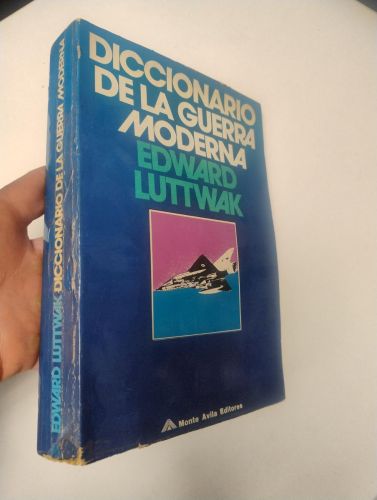 DICCIONARIO
DE LA GUERRA
MODERNA
EDWARD
LUTTWAK
Monte Avila Editores
EDWARD LUTTWAK DICCIONARIO DE LA GUERRA MODERNA